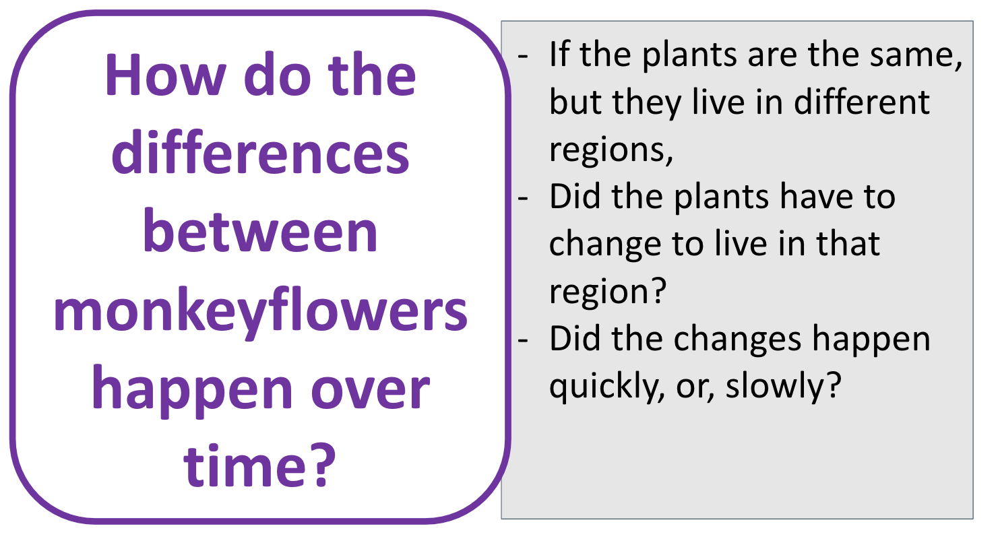 How do the
differences
between
monkeyflowers
happen over
time?
- If the plants are the same,
but they live in different
regions,
- Did the plants have to
change to live in that
region?
- Did the changes happen
quickly, or, slowly?